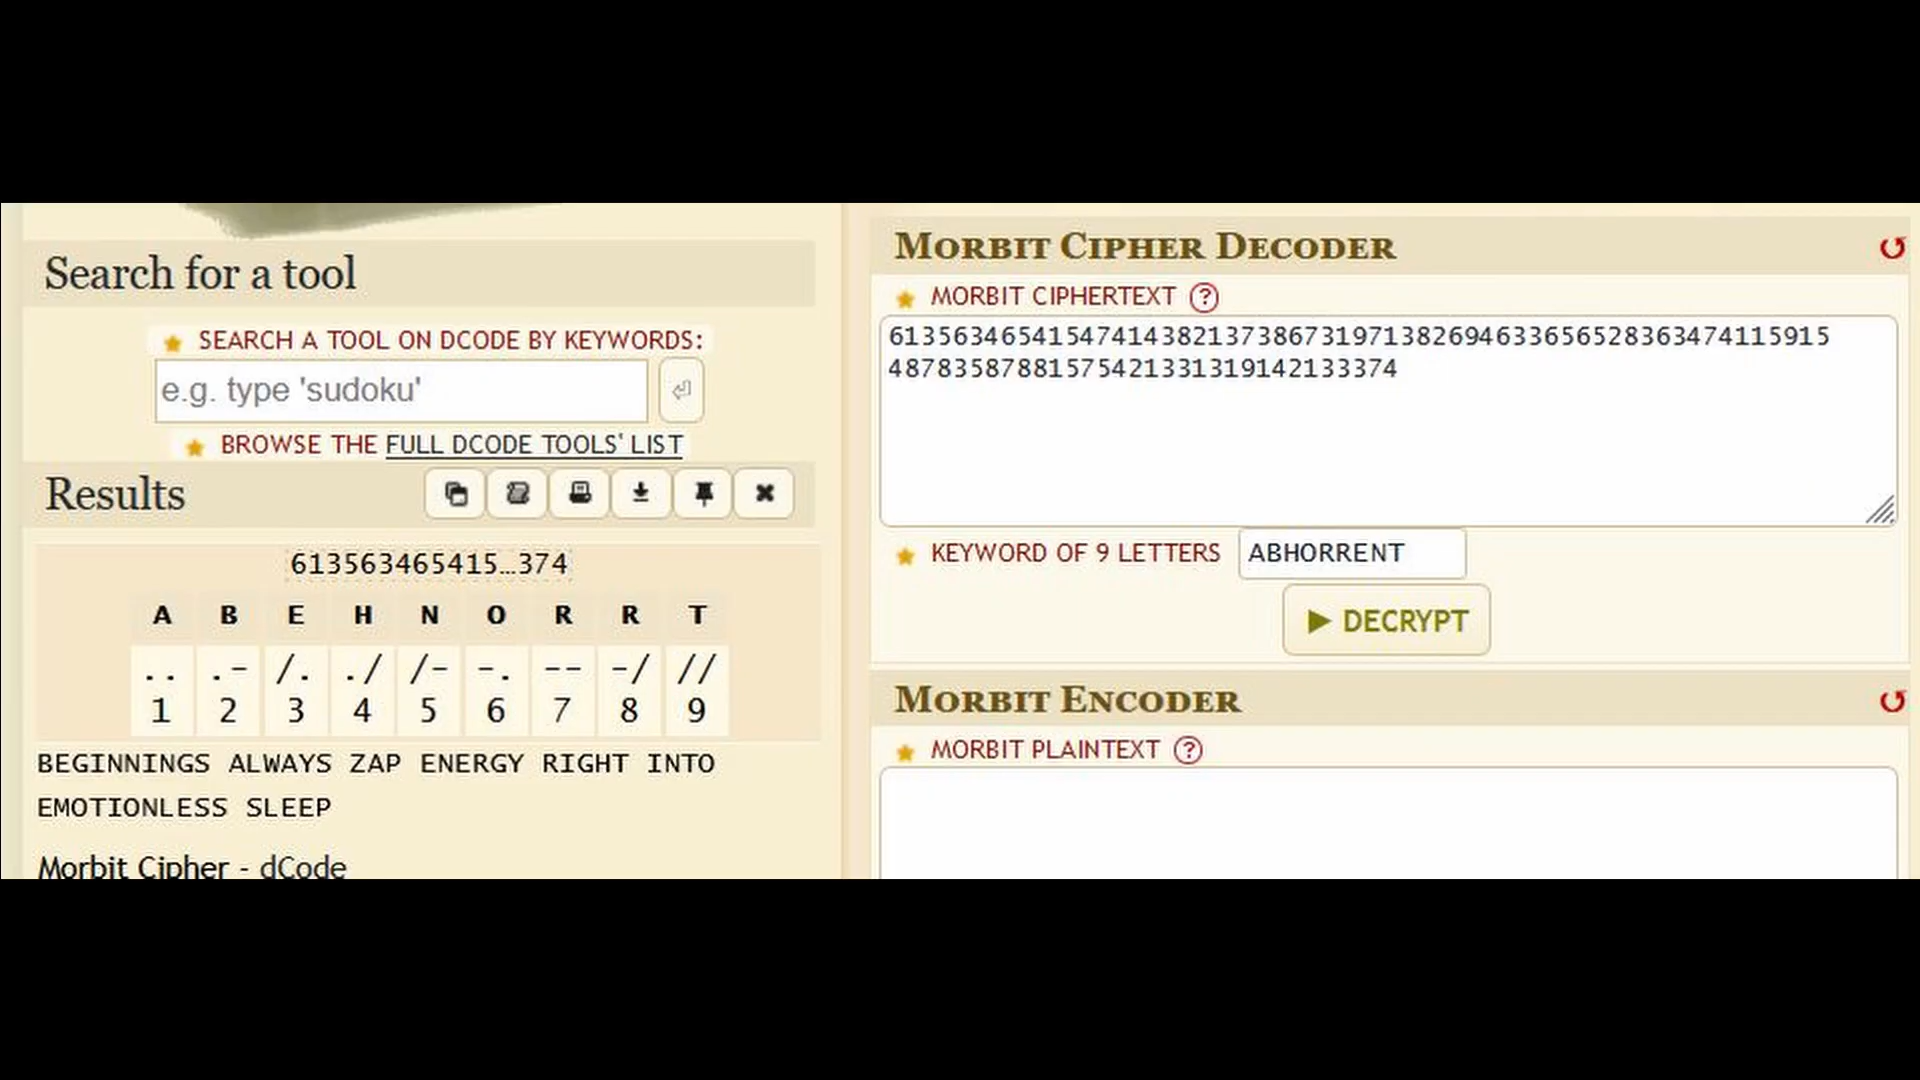 Search for a tool
SEARCH A TOOL ON DCODE BY KEYWORDS:
e.g. type 'sudoku'
BROWSE THE FULL DCODE TOOLS' LIST
Results
613563465415…374
A B E H N O R R T
.. .- /. ./ /- -. -- -/ //
1 2 3 4 5 6 7 8 9
BEGINNINGS ALWAYS ZAP ENERGY RIGHT INTO
EMOTIONLESS SLEEP
Morbit Cipher - dCode
MORBIT CIPHER DECODER
MORBIT CIPHERTEXT ?
61356346541547414382137386731971382694633656528363474115915
48783587881575421331319142133374
KEYWORD OF 9 LETTERS ABHORRENT
▶ DECRYPT
MORBIT ENCODER
MORBIT PLAINTEXT ?